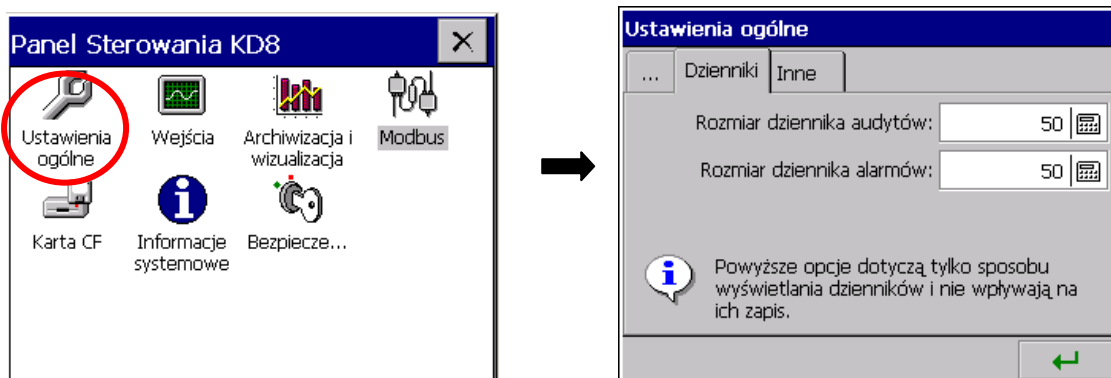 Panel Sterowania KD8
Ustawienia
ogólne
Wejścia
Archiwizacja i
wizualizacja
Modbus
Karta CF
Informacje
systemowe
Bezpiecze...
Ustawienia ogólne
... Dzienniki Inne
Rozmiar dziennika audytów: 50
Rozmiar dziennika alarmów: 50
Powyższe opcje dotyczą tylko sposobu
wyświetlania dzienników i nie wpływają na
ich zapis.